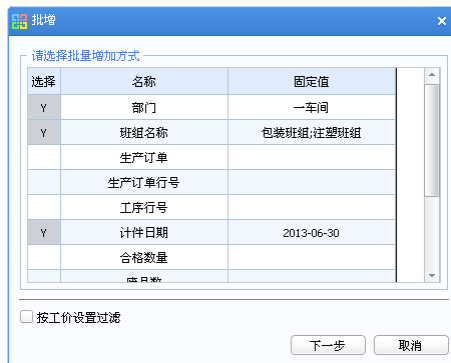 批增
请选择批量增加方式
选择 名称 固定值
Y 部门 一车间
Y 班组名称 包装班组;注塑班组
生产订单
生产订单行号
工序行号
Y 计件日期 2013-06-30
合格数量
按工价设置过滤
下一步 取消